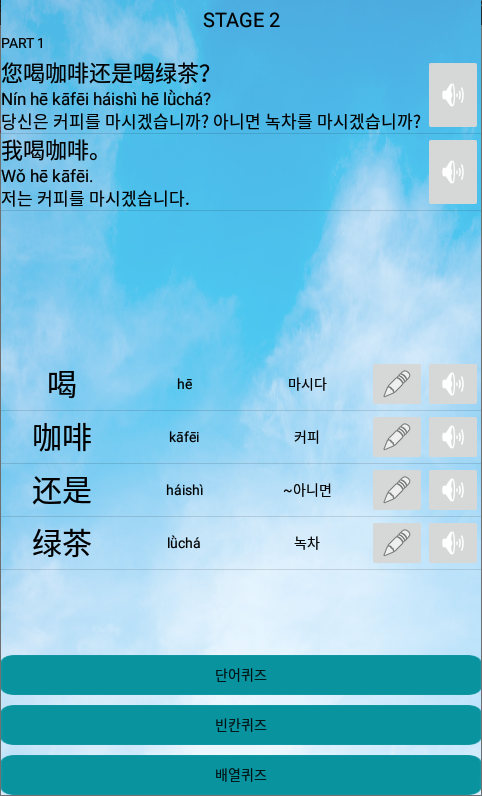 STAGE 2
PART 1
您喝咖啡还是喝绿茶？
Nín hē kāfēi háishì hē lǜchá?
당신은 커피를 마시겠습니까? 아니면 녹차를 마시겠습니까?
我喝咖啡。
Wǒ hē kāfēi.
저는 커피를 마시겠습니다.
喝 hē 마시다
咖啡 kāfēi 커피
还是 háishì ~아니면
绿茶 lǜchá 녹차
단어퀴즈
빈칸퀴즈
배열퀴즈